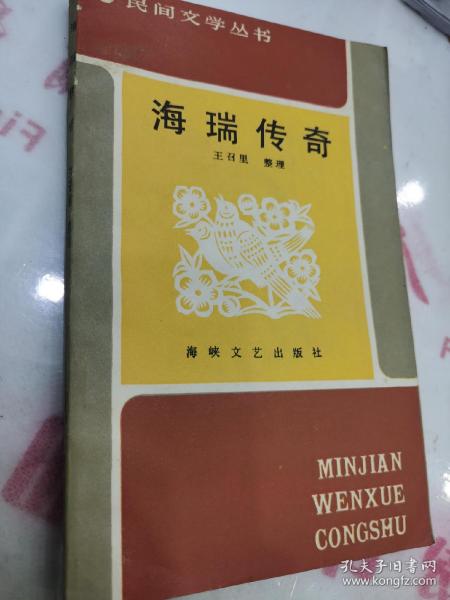 民间文学丛书
海瑞传奇
王召里 整理
海峡文艺出版社
MINJIAN
WENXUE
CONGSHU
孔夫子旧书网
www.kongfz.com